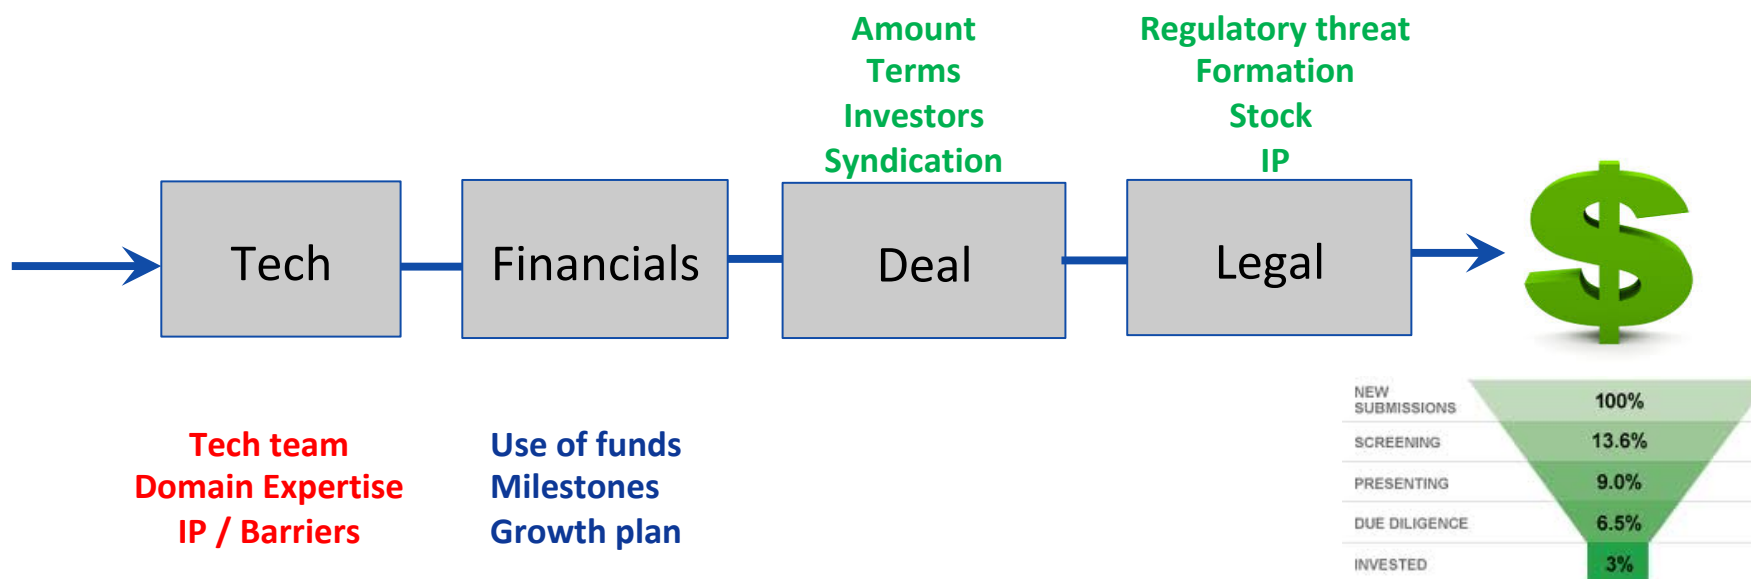 Amount
Terms
Investors
Syndication
Regulatory threat
Formation
Stock
IP
Tech
Financials
Deal
Legal
$
Tech team
Domain Expertise
IP / Barriers
Use of funds
Milestones
Growth plan
NEW
SUBMISSIONS
100%
SCREENING
13.6%
PRESENTING
9.0%
DUE DILIGENCE
6.5%
INVESTED
3%